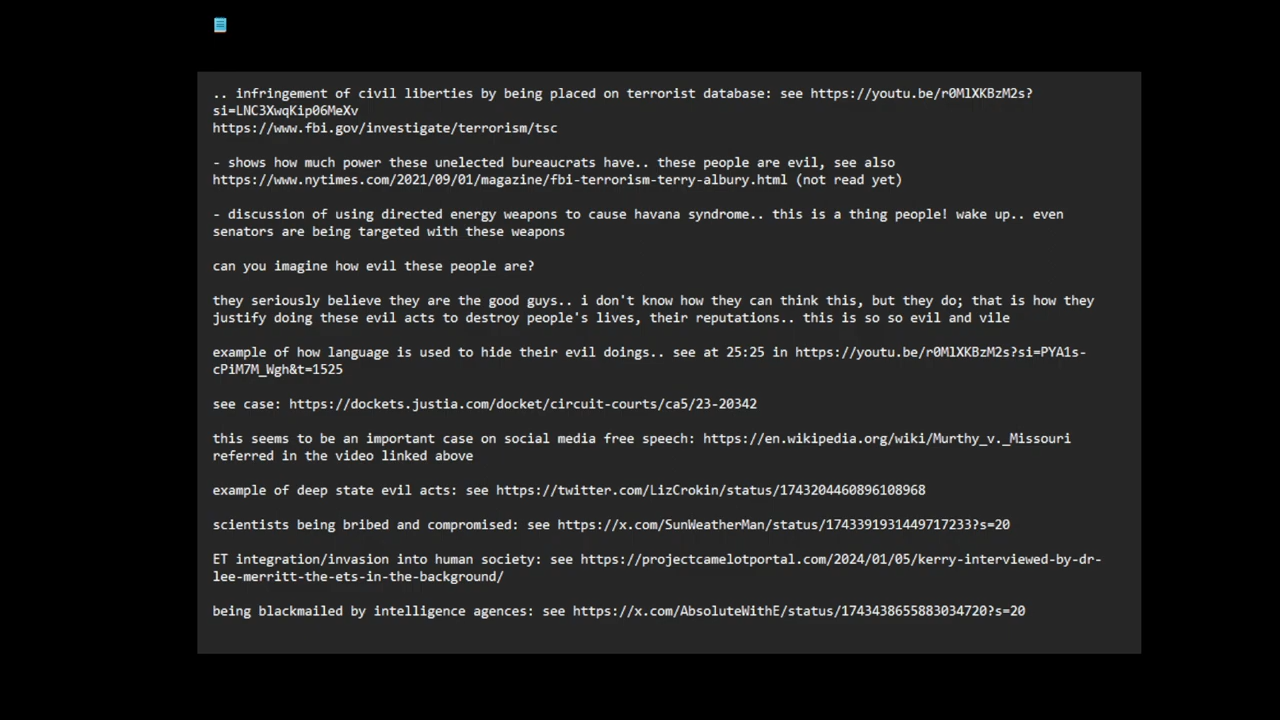 .. infringement of civil liberties by being placed on terrorist database: see https://youtu.be/r0MlXKBzM2s?
si=LNC3XwqKip06MeXv
https://www.fbi.gov/investigate/terrorism/tsc
- shows how much power these unelected bureaucrats have.. these people are evil, see also
https://www.nytimes.com/2021/09/01/magazine/fbi-terrorism-terry-albury.html (not read yet)
- discussion of using directed energy weapons to cause havana syndrome.. this is a thing people! wake up.. even
senators are being targeted with these weapons
can you imagine how evil these people are?
they seriously believe they are the good guys.. i don't know how they can think this, but they do; that is how they
justify doing these evil acts to destroy people's lives, their reputations.. this is so so evil and vile
example of how language is used to hide their evil doings.. see at 25:25 in https://youtu.be/r0MlXKBzM2s?si=PYA1s-
cPiM7M_Wgh&t=1525
see case: https://dockets.justia.com/docket/circuit-courts/ca5/23-20342
this seems to be an important case on social media free speech: https://en.wikipedia.org/wiki/Murthy_v._Missouri
referred in the video linked above
example of deep state evil acts: see https://twitter.com/LizCrokin/status/1743204460896108968
scientists being bribed and compromised: see https://x.com/SunWeatherMan/status/1743391931449717233?s=20
ET integration/invasion into human society: see https://projectcamelotportal.com/2024/01/05/kerry-interviewed-by-dr-
lee-merritt-the-ets-in-the-background/
being blackmailed by intelligence agences: see https://x.com/AbsoluteWithE/status/1743438655883034720?s=20